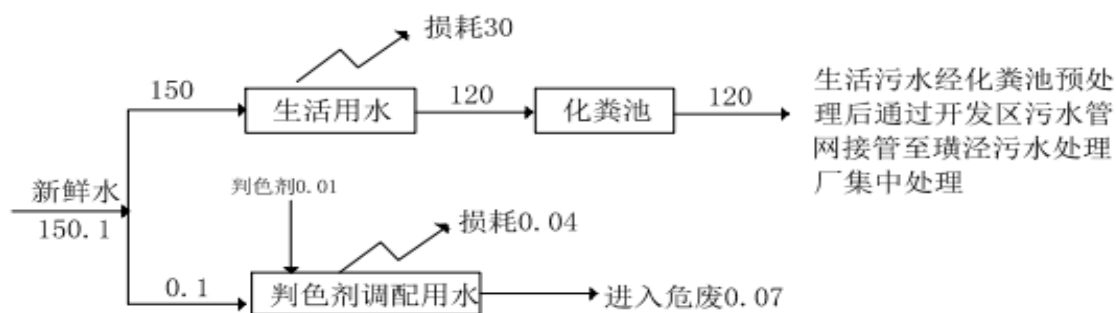 损耗30
150
生活用水
120
化粪池
120
生活污水经化粪池预处
理后通过开发区污水管
网接管至璜泾污水处理
厂集中处理
新鲜水
150.1
判色剂0.01
损耗0.04
0.1
判色剂调配用水
进入危废0.07